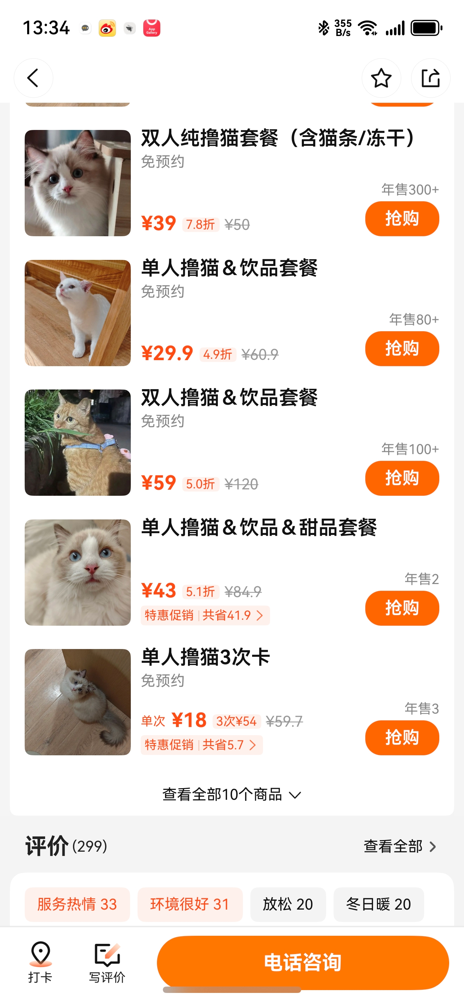 13:34
App
Gallery
355
B/s
双人纯撸猫套餐（含猫条/冻干）
免预约
年售300+
¥39 7.8折 ¥50
抢购
单人撸猫&饮品套餐
免预约
年售80+
¥29.9 4.9折 ¥60.9
抢购
双人撸猫&饮品套餐
免预约
年售100+
¥59 5.0折 ¥120
抢购
单人撸猫&饮品&甜品套餐
年售2
¥43 5.1折 ¥84.9
抢购
特惠促销 共省41.9
单人撸猫3次卡
免预约
年售3
单次 ¥18 3次¥54 ¥59.7
抢购
特惠促销 共省5.7
查看全部10个商品
评价(299) 查看全部
服务热情 33 环境很好 31 放松 20 冬日暖 20
打卡 写评价 电话咨询